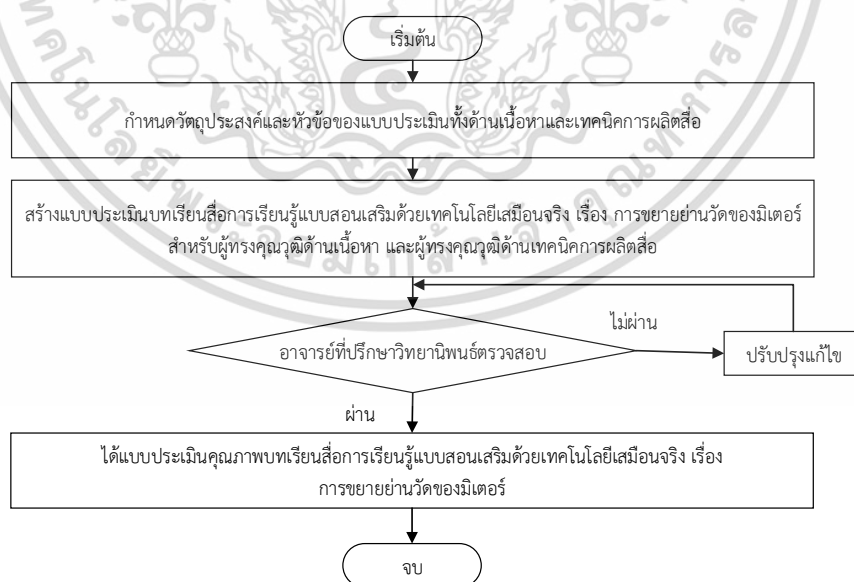 เริ่มต้น
กำหนดวัตถุประสงค์และหัวข้อของแบบประเมินทั้งด้านเนื้อหาและเทคนิคการผลิตสื่อ
สร้างแบบประเมินบทเรียนสื่อการเรียนรู้แบบสอนเสริมด้วยเทคโนโลยีเสมือนจริง เรื่อง การขยายย่านวัดของมิเตอร์
สำหรับผู้ทรงคุณวุฒิด้านเนื้อหา และผู้ทรงคุณวุฒิด้านเทคนิคการผลิตสื่อ
ไม่ผ่าน
อาจารย์ที่ปรึกษาวิทยานิพนธ์ตรวจสอบ
ปรับปรุงแก้ไข
ผ่าน
ได้แบบประเมินคุณภาพบทเรียนสื่อการเรียนรู้แบบสอนเสริมด้วยเทคโนโลยีเสมือนจริง เรื่อง
การขยายย่านวัดของมิเตอร์
จบ